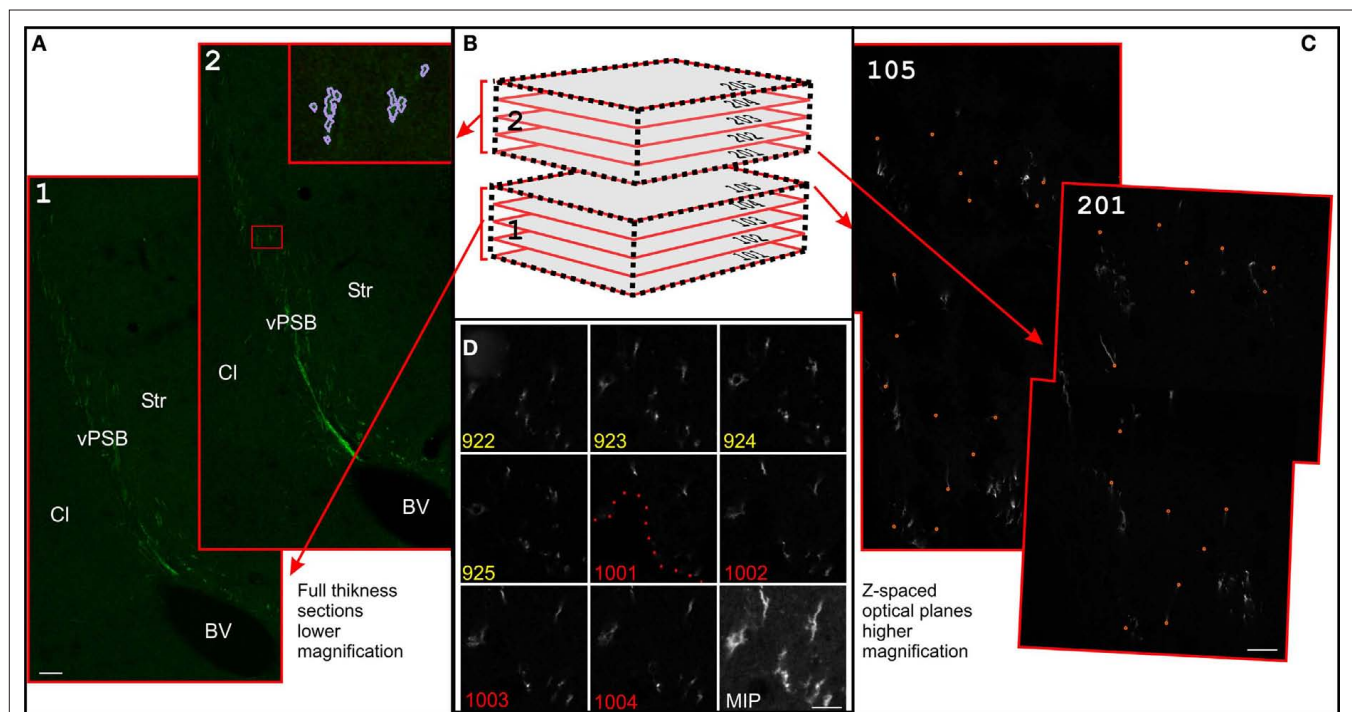 A
1
Str
vPSB
Cl
BV
2
Str
vPSB
Cl
BV
Full thikness
sections
lower
magnification
B
2
205
204
203
202
201
1
105
104
103
102
101
C
105
201
Z-spaced
optical planes
higher
magnification
D
922
923
924
925
1001
1002
1003
1004
MIP